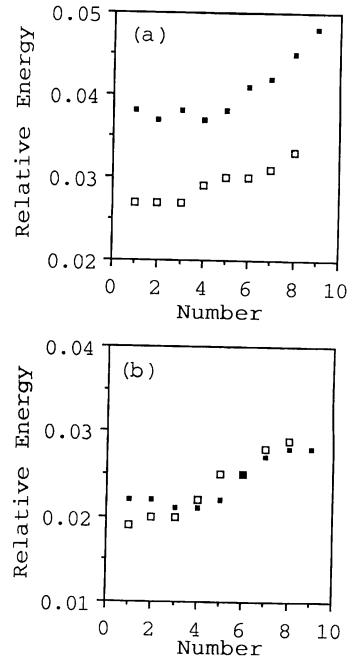 0.05
(a)
0.04
0.03
0.02
Relative Energy
0 2 4 6 8 10
Number
0.04
(b)
0.03
0.02
0.01
Relative Energy
0 2 4 6 8 10
Number